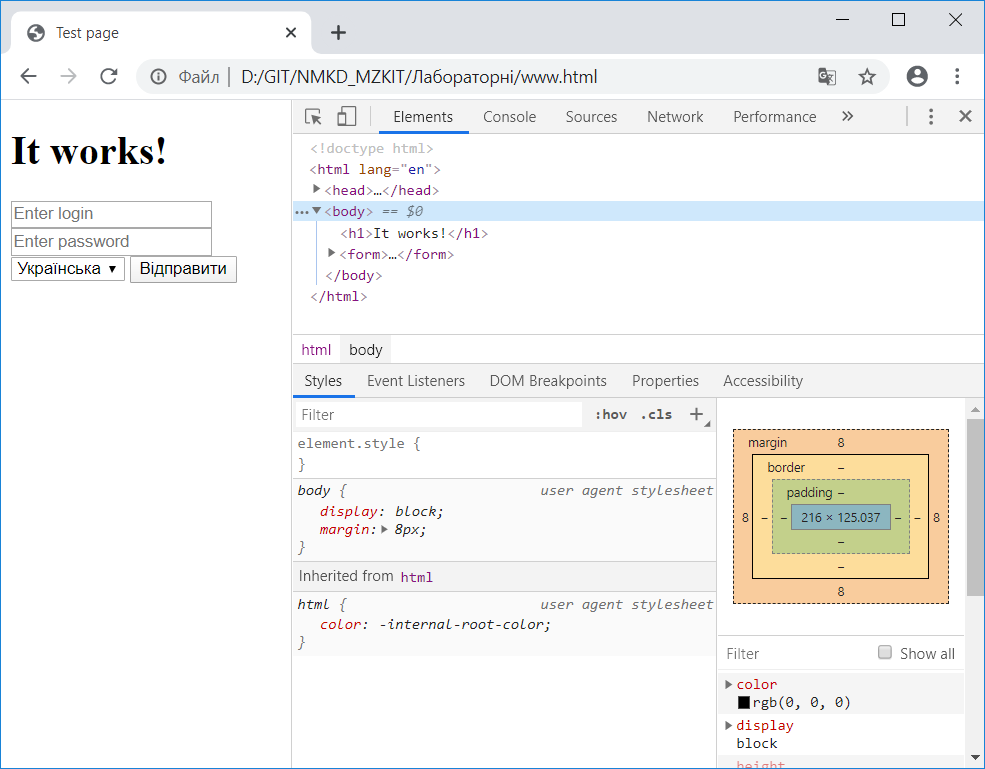 Test page
Файл D:/GIT/NMKD_MZKIT/Лабораторні/www.html
It works!
Enter login
Enter password
Українська ▼ Відправити
Elements Console Sources Network Performance »
<!doctype html>
<html lang="en">
▶<head>…</head>
…▼<body> == $0
<h1>It works!</h1>
▶<form>…</form>
</body>
</html>
html body
Styles Event Listeners DOM Breakpoints Properties Accessibility
Filter :hov .cls +
element.style {
}
body { user agent stylesheet
display: block;
margin:▶ 8px;
}
Inherited from html
html { user agent stylesheet
color: -internal-root-color;
}
margin 8
border –
padding –
8 – – 216 × 125.037 – – 8
–
–
8
Filter Show all
▶ color
rgb(0, 0, 0)
▶ display
block
height